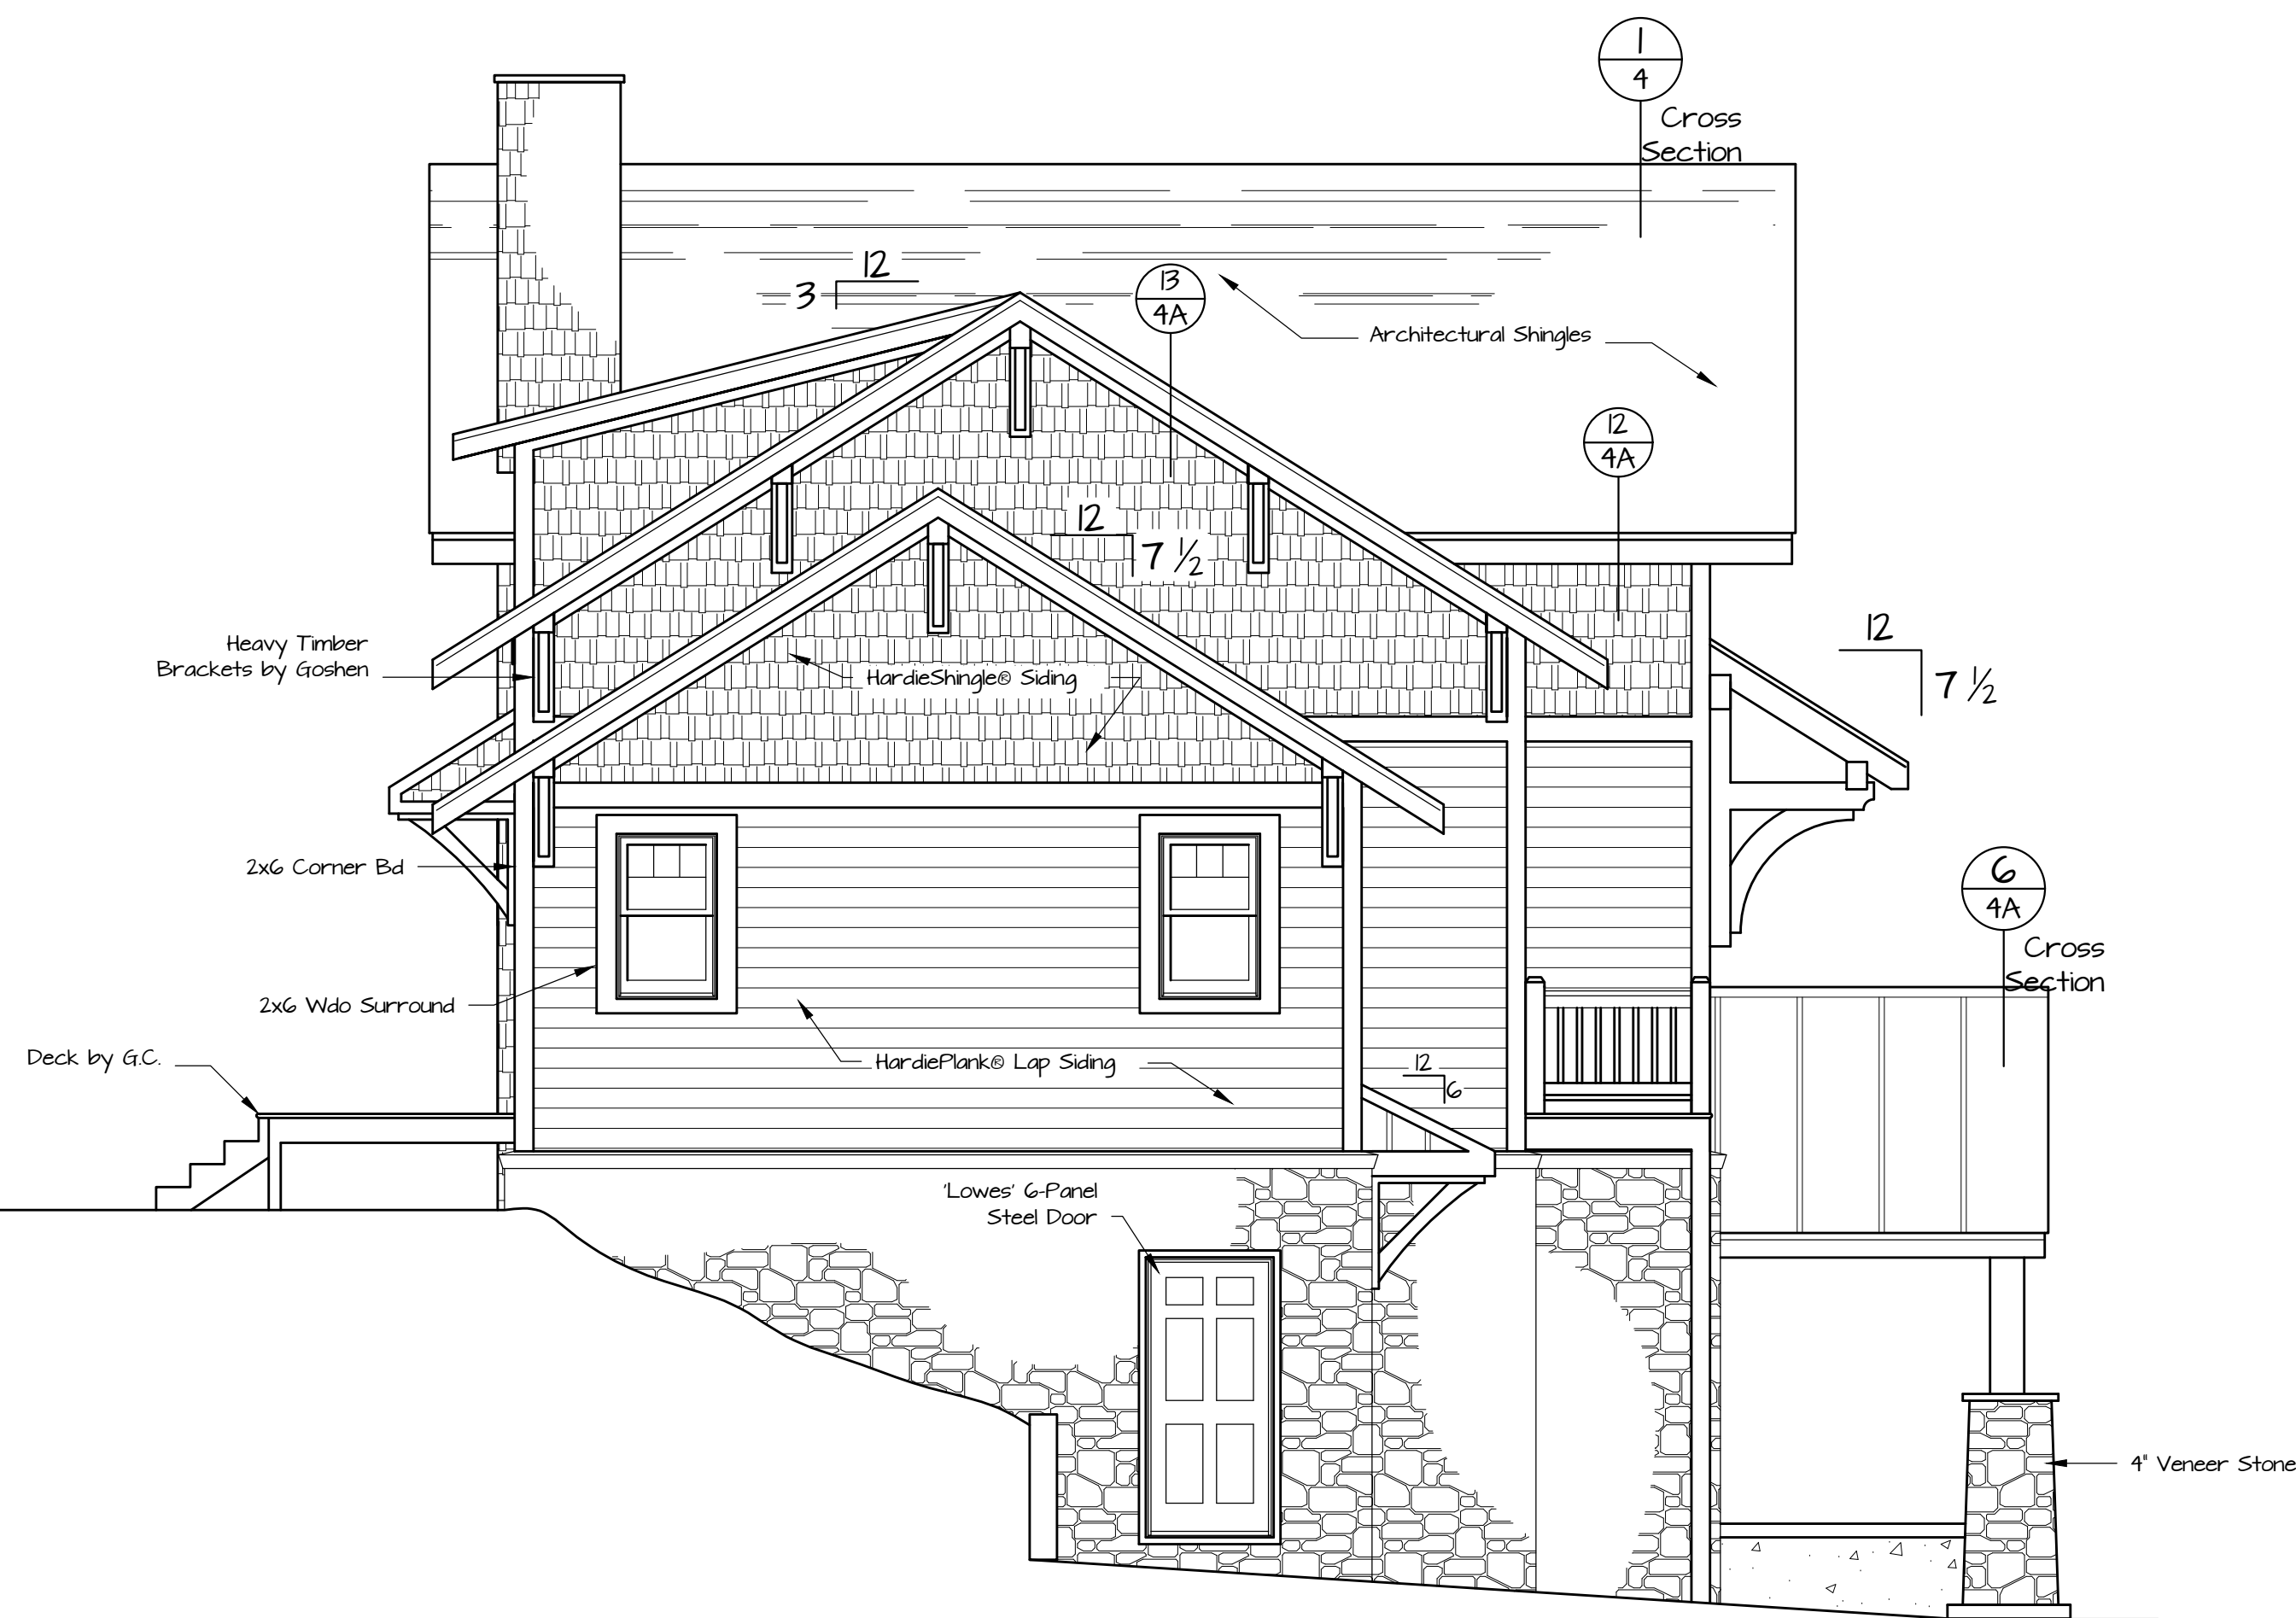 1
4
Cross
Section
12
3
13
4A
Architectural Shingles
12
4A
12
7 ½
12
7 ½
Heavy Timber
Brackets by Goshen
HardieShingle® Siding
2x6 Corner Bd
6
4A
Cross
Section
2x6 Wdo Surround
Deck by G.C.
HardiePlank® Lap Siding
12
6
'Lowes' 6-Panel
Steel Door
4" Veneer Stone